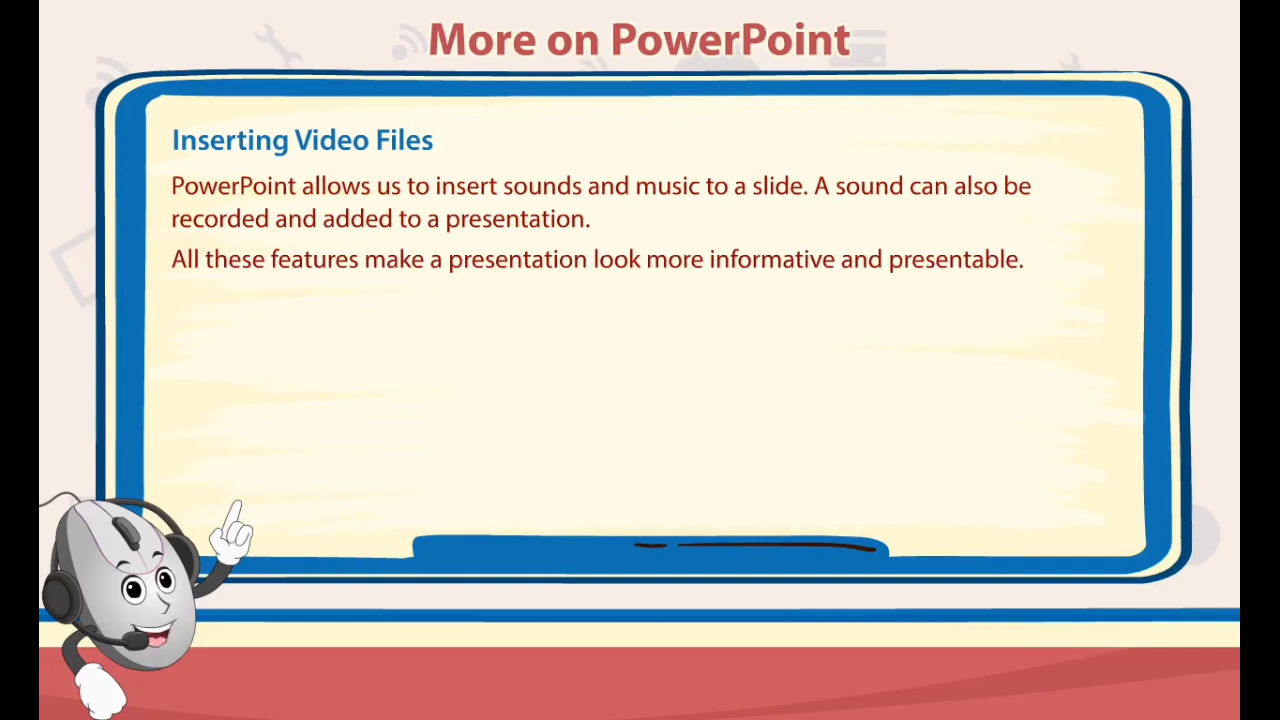 More on PowerPoint
Inserting Video Files
PowerPoint allows us to insert sounds and music to a slide. A sound can also be
recorded and added to a presentation.
All these features make a presentation look more informative and presentable.